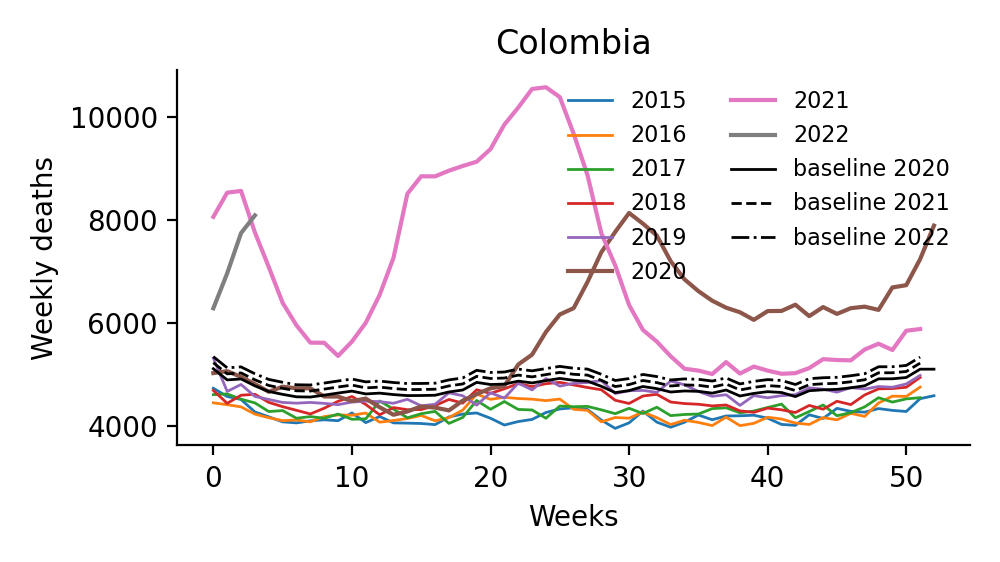 Colombia
Weekly deaths
10000
8000
6000
4000
2015
2016
2017
2018
2019
2020
2021
2022
baseline 2020
baseline 2021
baseline 2022
0 10 20 30 40 50
Weeks